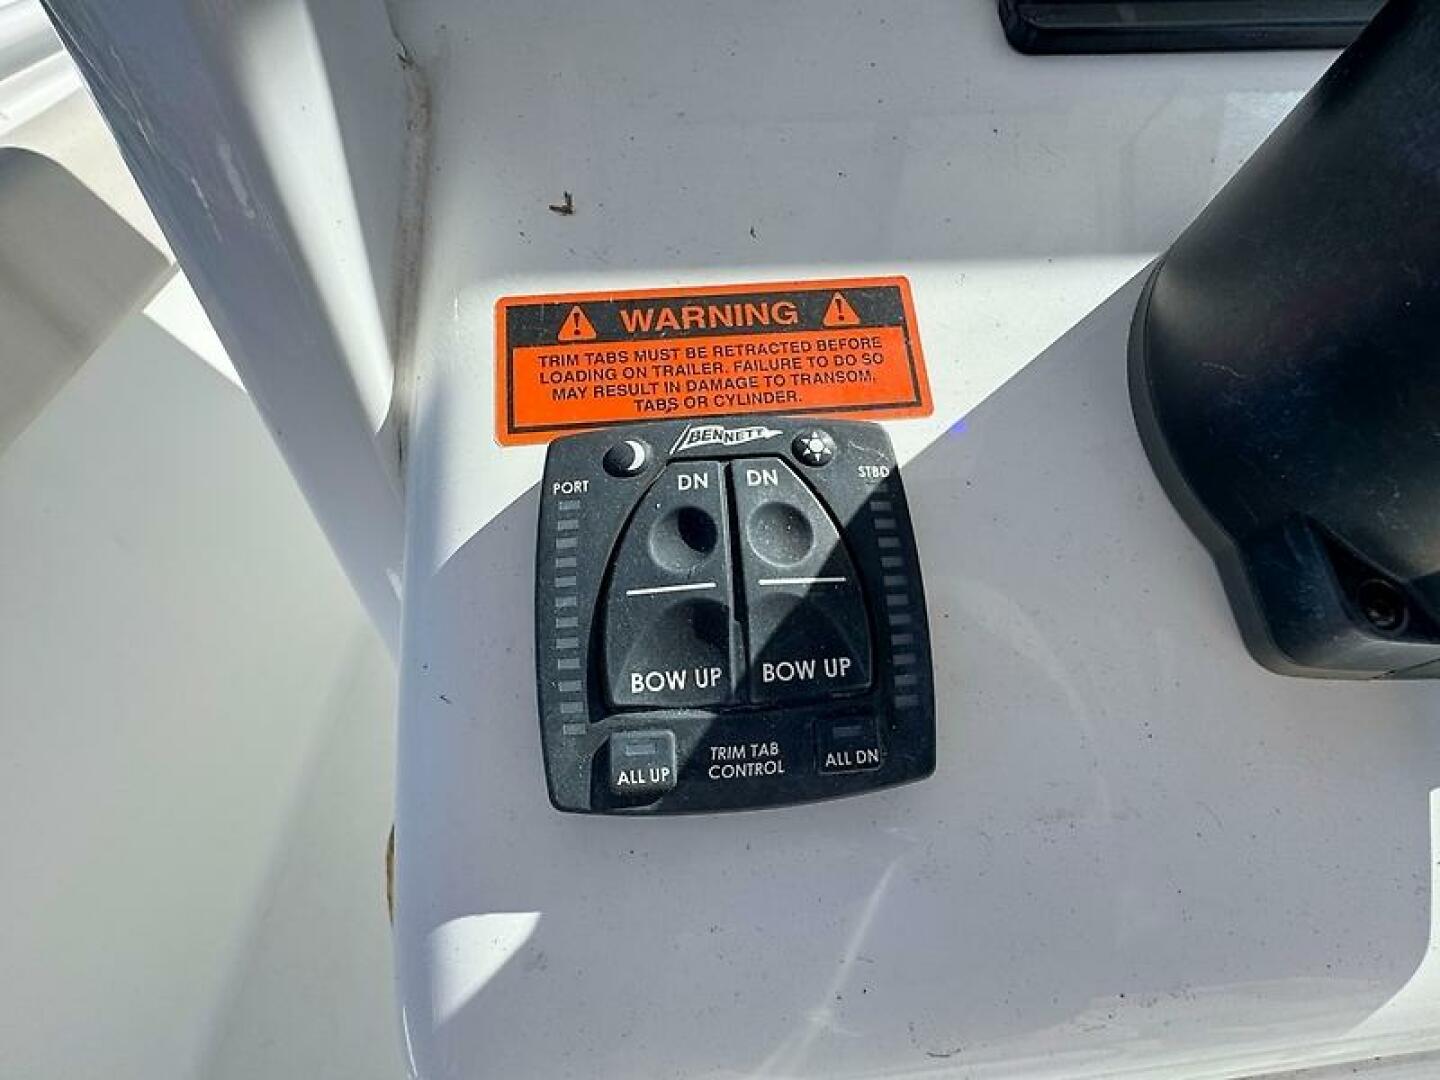 WARNING
TRIM TABS MUST BE RETRACTED BEFORE
LOADING ON TRAILER. FAILURE TO DO SO
MAY RESULT IN DAMAGE TO TRANSOM,
TABS OR CYLINDER.
BENNETT
PORT
DN
DN
STBD
BOW UP
BOW UP
ALL UP
TRIM TAB
CONTROL
ALL DN